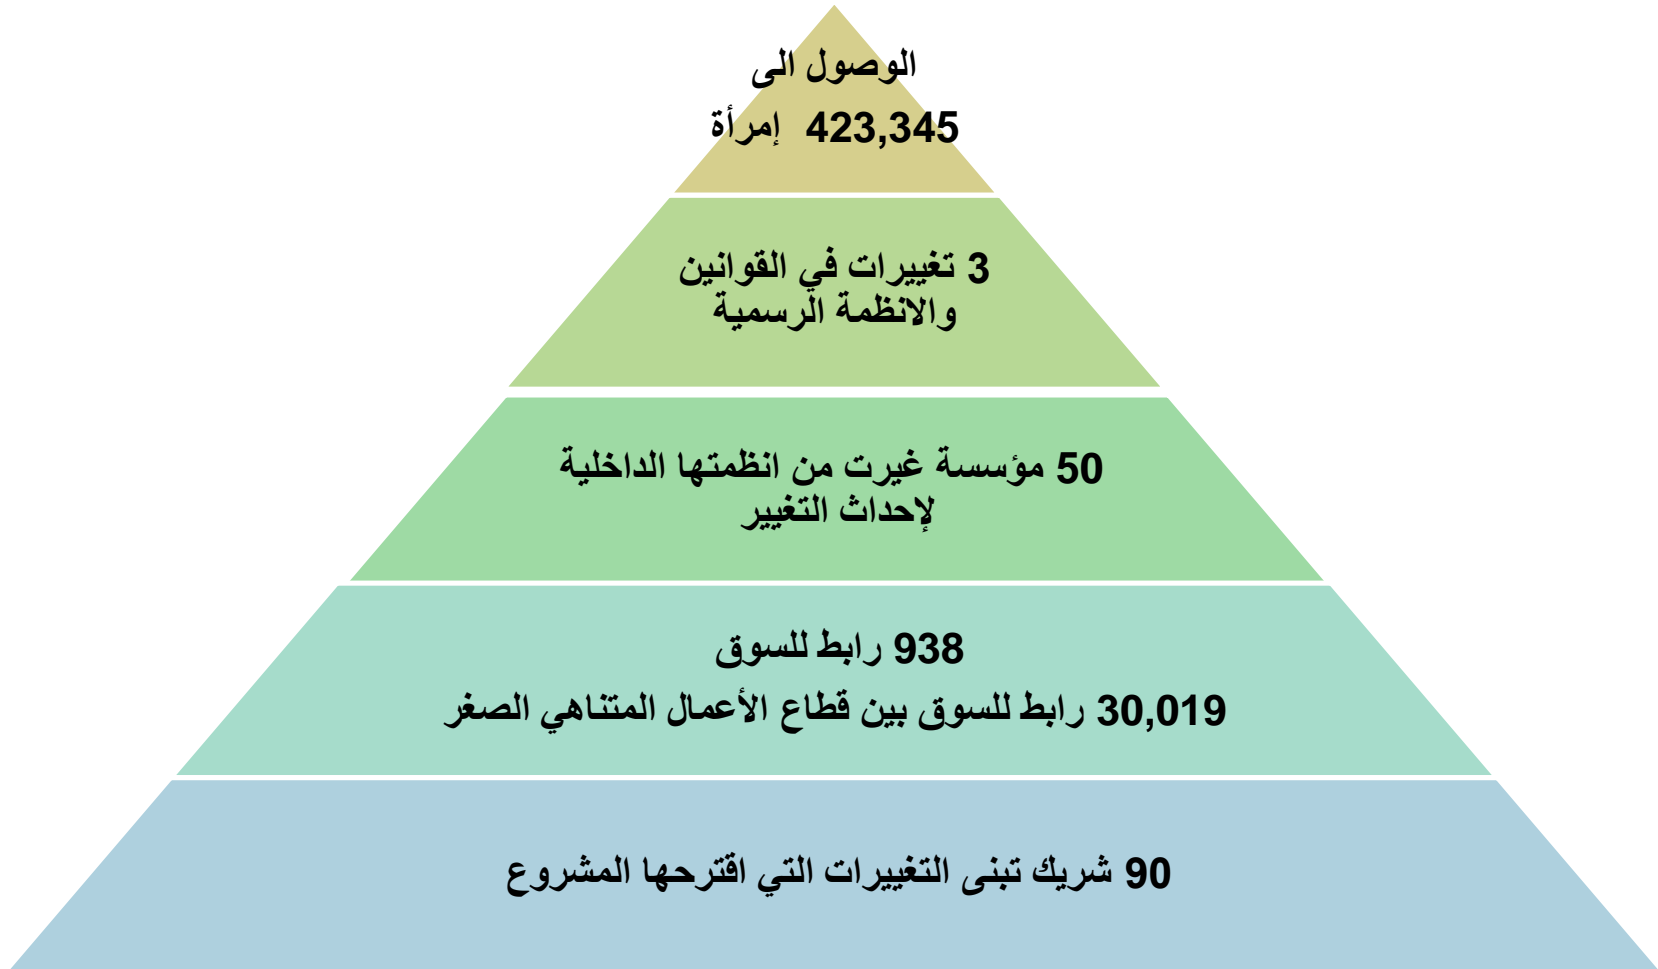 الوصول الى
423,345 إمرأة
3 تغييرات في القوانين
والانظمة الرسمية
50 مؤسسة غيرت من انظمتها الداخلية
لإحداث التغيير
938 رابط للسوق
30,019 رابط للسوق بين قطاع الأعمال المتناهي الصغر
90 شريك تبنى التغييرات التي اقترحها المشروع